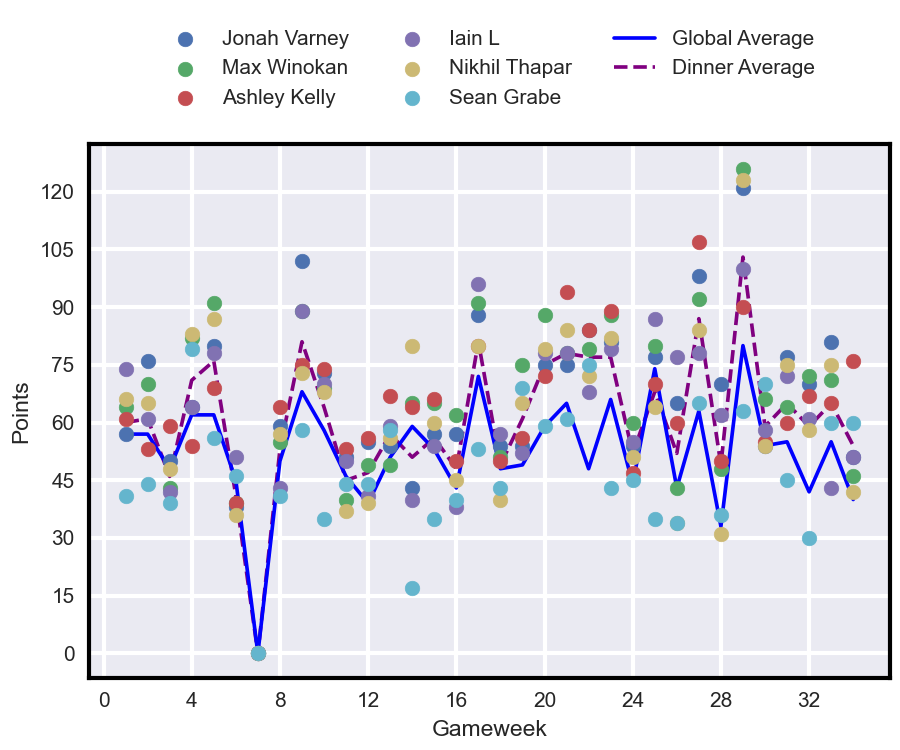 Jonah Varney Iain L Global Average
Max Winokan Nikhil Thapar Dinner Average
Ashley Kelly Sean Grabe
120
105
90
75
60
45
30
15
0
Points
0 4 8 12 16 20 24 28 32
Gameweek